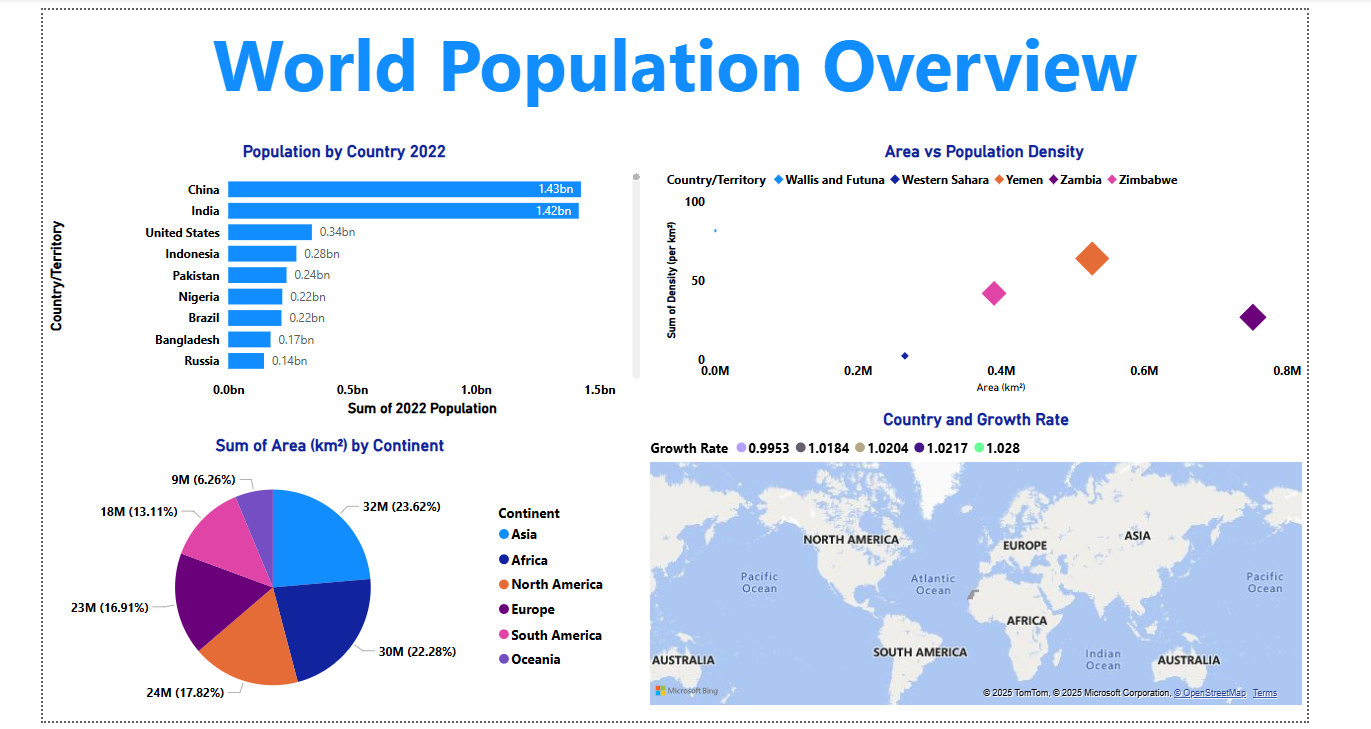 World Population Overview
Population by Country 2022
Country/Territory
China 1.43bn
India 1.42bn
United States 0.34bn
Indonesia 0.28bn
Pakistan 0.24bn
Nigeria 0.22bn
Brazil 0.22bn
Bangladesh 0.17bn
Russia 0.14bn
0.0bn 0.5bn 1.0bn 1.5bn
Sum of 2022 Population
Area vs Population Density
Country/Territory Wallis and Futuna Western Sahara Yemen Zambia Zimbabwe
Sum of Density (per km²)
100
50
0
0.0M 0.2M 0.4M 0.6M 0.8M
Area (km²)
Sum of Area (km²) by Continent
9M (6.26%)
32M (23.62%)
18M (13.11%)
23M (16.91%)
30M (22.28%)
24M (17.82%)
Continent
Asia
Africa
North America
Europe
South America
Oceania
Country and Growth Rate
Growth Rate 0.9953 1.0184 1.0204 1.0217 1.028
NORTH AMERICA
EUROPE
ASIA
Pacific
Ocean
Atlantic
Ocean
Pacific
Ocean
AFRICA
SOUTH AMERICA
AUSTRALIA
Indian
Ocean
AUSTRALIA
Microsoft Bing
© 2025 TomTom, © 2025 Microsoft Corporation, © OpenStreetMap Terms